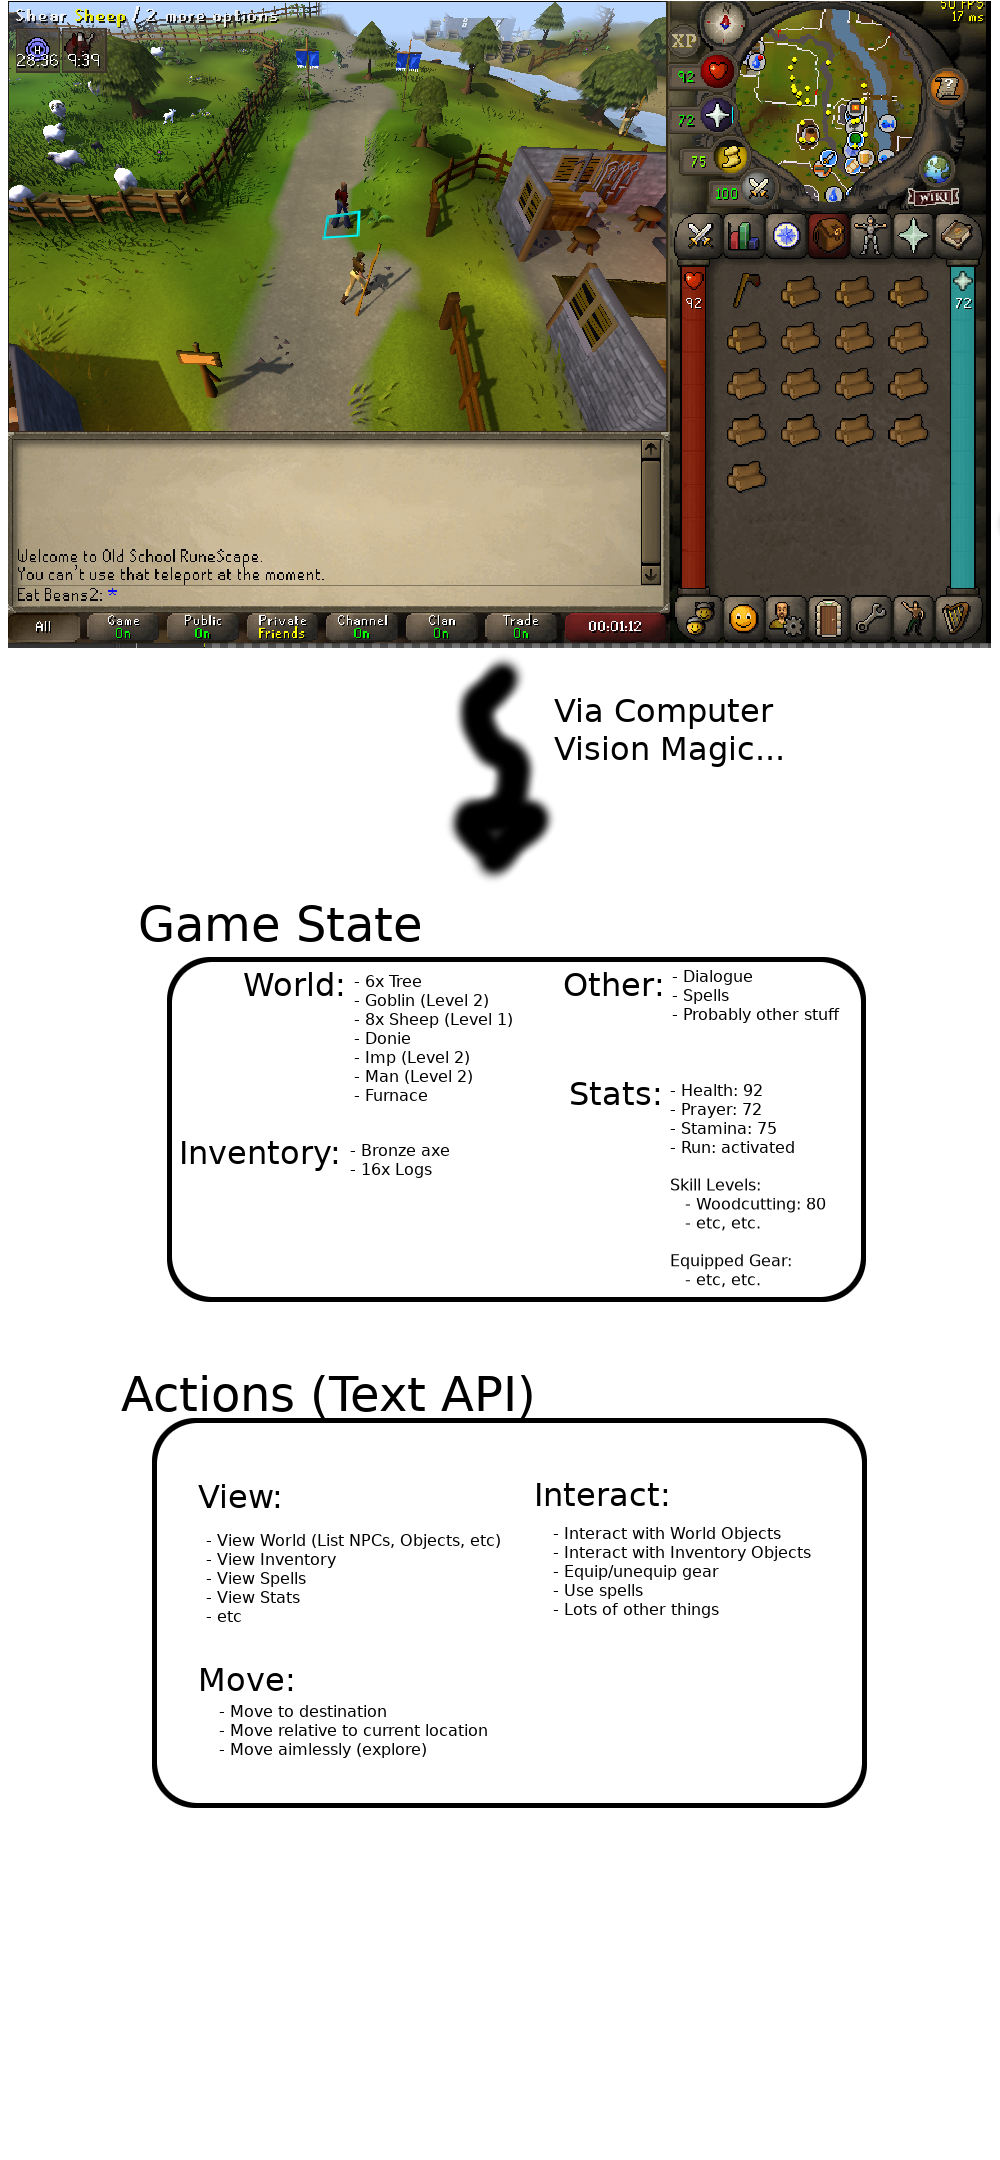 Shear Sheep / 2 more options
28:36 9:39
50 FPS
17 ms
N
XP
92
72
75
100
WIKI
92
72
Welcome to Old School RuneScape.
You can't use that teleport at the moment.
Eat Beans2: *
All
Game
On
Public
On
Private
Friends
Channel
On
Clan
On
Trade
On
00:01:12
Via Computer
Vision Magic...
Game State
World:
- 6x Tree
- Goblin (Level 2)
- 8x Sheep (Level 1)
- Donie
- Imp (Level 2)
- Man (Level 2)
- Furnace
Other:
- Dialogue
- Spells
- Probably other stuff
Inventory:
- Bronze axe
- 16x Logs
Stats:
- Health: 92
- Prayer: 72
- Stamina: 75
- Run: activated
Skill Levels:
- Woodcutting: 80
- etc, etc.
Equipped Gear:
- etc, etc.
Actions (Text API)
View:
- View World (List NPCs, Objects, etc)
- View Inventory
- View Spells
- View Stats
- etc
Interact:
- Interact with World Objects
- Interact with Inventory Objects
- Equip/unequip gear
- Use spells
- Lots of other things
Move:
- Move to destination
- Move relative to current location
- Move aimlessly (explore)